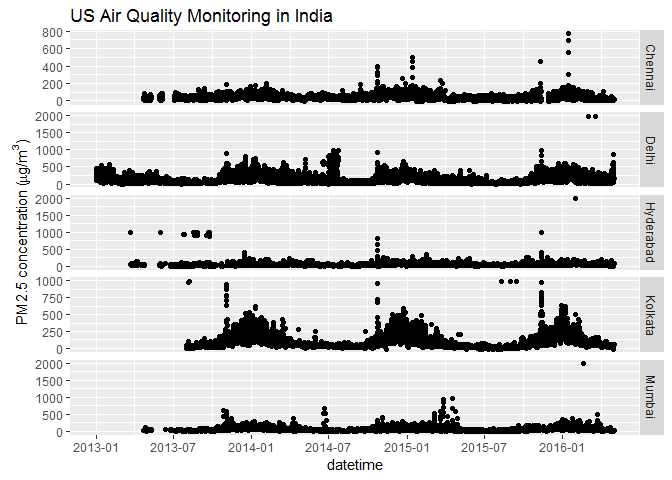 US Air Quality Monitoring in India
PM2.5 concentration (μg/m³)
800
600
400
200
0
Chennai
2000
1500
1000
500
0
Delhi
2000
1500
1000
500
0
Hyderabad
1000
750
500
250
0
Kolkata
2000
1500
1000
500
0
Mumbai
2013-01 2013-07 2014-01 2014-07 2015-01 2015-07 2016-01
datetime